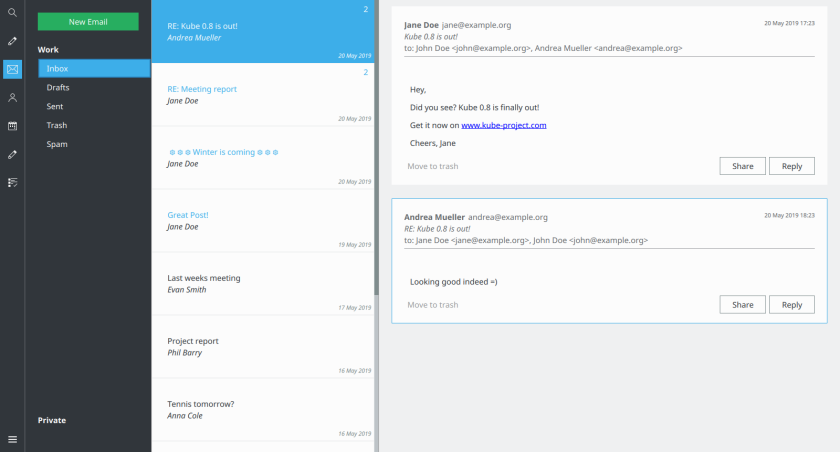 New Email
Work
Inbox
Drafts
Sent
Trash
Spam
Private
2
RE: Kube 0.8 is out!
Andrea Mueller
20 May 2019
2
RE: Meeting report
Jane Doe
20 May 2019
❄ ❄ ❄ Winter is coming ❄ ❄ ❄
Jane Doe
20 May 2019
Great Post!
Jane Doe
19 May 2019
Last weeks meeting
Evan Smith
17 May 2019
Project report
Phil Barry
16 May 2019
Tennis tomorrow?
Anna Cole
16 May 2019
Jane Doe jane@example.org 20 May 2019 17:23
Kube 0.8 is out!
to: John Doe <john@example.org>, Andrea Mueller <andrea@example.org>
Hey,
Did you see? Kube 0.8 is finally out!
Get it now on www.kube-project.com
Cheers, Jane
Move to trash Share Reply
Andrea Mueller andrea@example.org 20 May 2019 18:23
RE: Kube 0.8 is out!
to: Jane Doe <jane@example.org>, John Doe <john@example.org>
Looking good indeed =)
Move to trash Share Reply